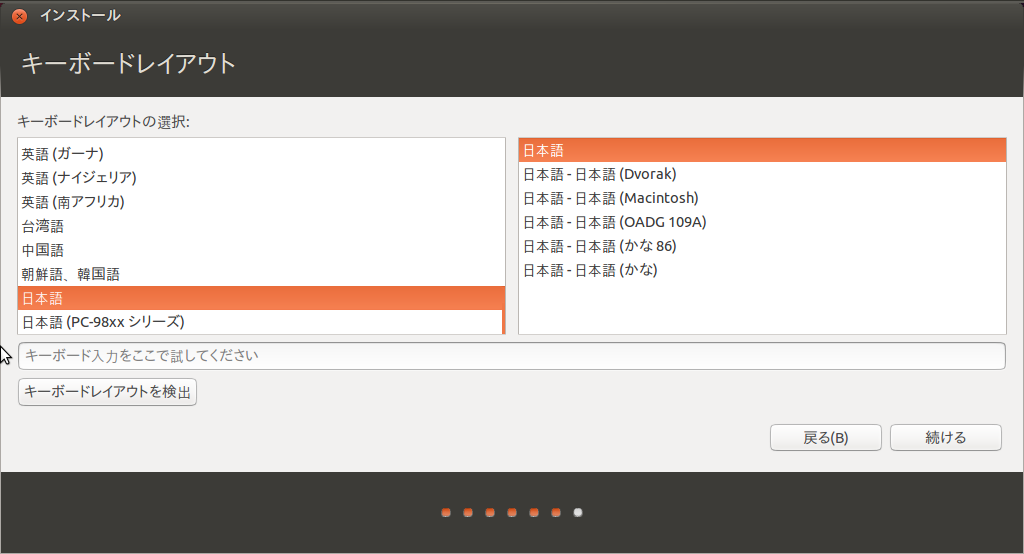 インストール
キーボードレイアウト
キーボードレイアウトの選択:
英語 (ガーナ)
英語 (ナイジェリア)
英語 (南アフリカ)
台湾語
中国語
朝鮮語、韓国語
日本語
日本語 (PC-98xx シリーズ)
日本語
日本語 - 日本語 (Dvorak)
日本語 - 日本語 (Macintosh)
日本語 - 日本語 (OADG 109A)
日本語 - 日本語 (かな 86)
日本語 - 日本語 (かな)
キーボード入力をここで試してください
キーボードレイアウトを検出
戻る(B)
続ける